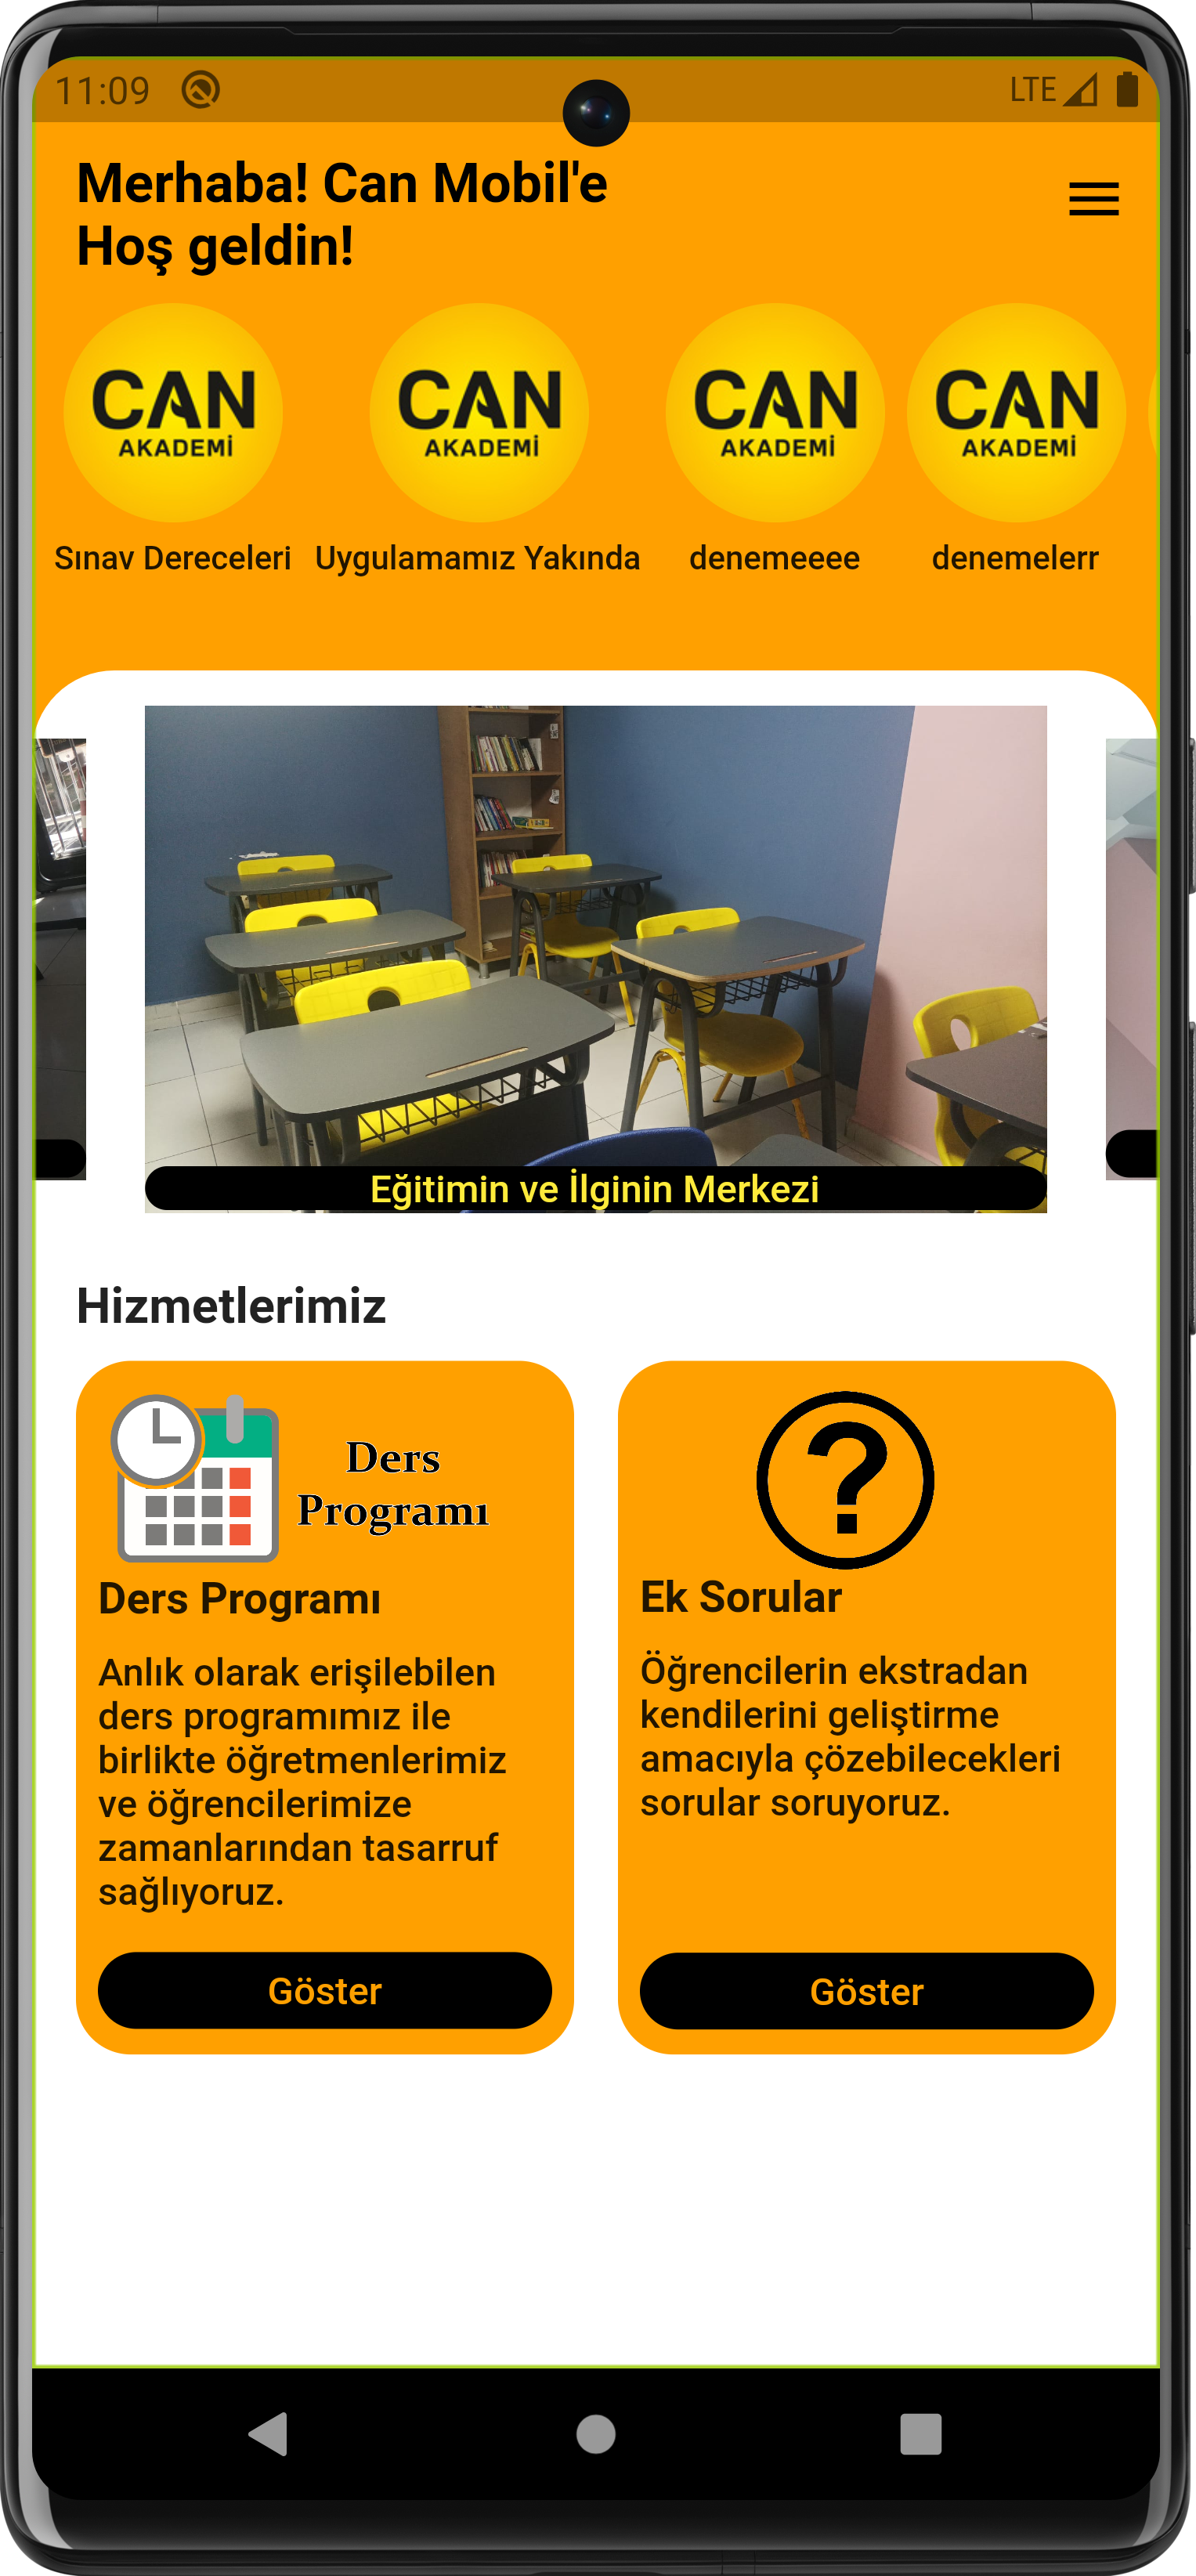 11:09
LTE
Merhaba! Can Mobil'e
Hoş geldin!
CAN
AKADEMİ
CAN
AKADEMİ
CAN
AKADEMİ
CAN
AKADEMİ
Sınav Dereceleri
Uygulamamız Yakında
denemeeee
denemelerr
Eğitimin ve İlginin Merkezi
Hizmetlerimiz
Ders
Programı
Ders Programı
Anlık olarak erişilebilen
ders programımız ile
birlikte öğretmenlerimiz
ve öğrencilerimize
zamanlarından tasarruf
sağlıyoruz.
Göster
?
Ek Sorular
Öğrencilerin ekstradan
kendilerini geliştirme
amacıyla çözebilecekleri
sorular soruyoruz.
Göster